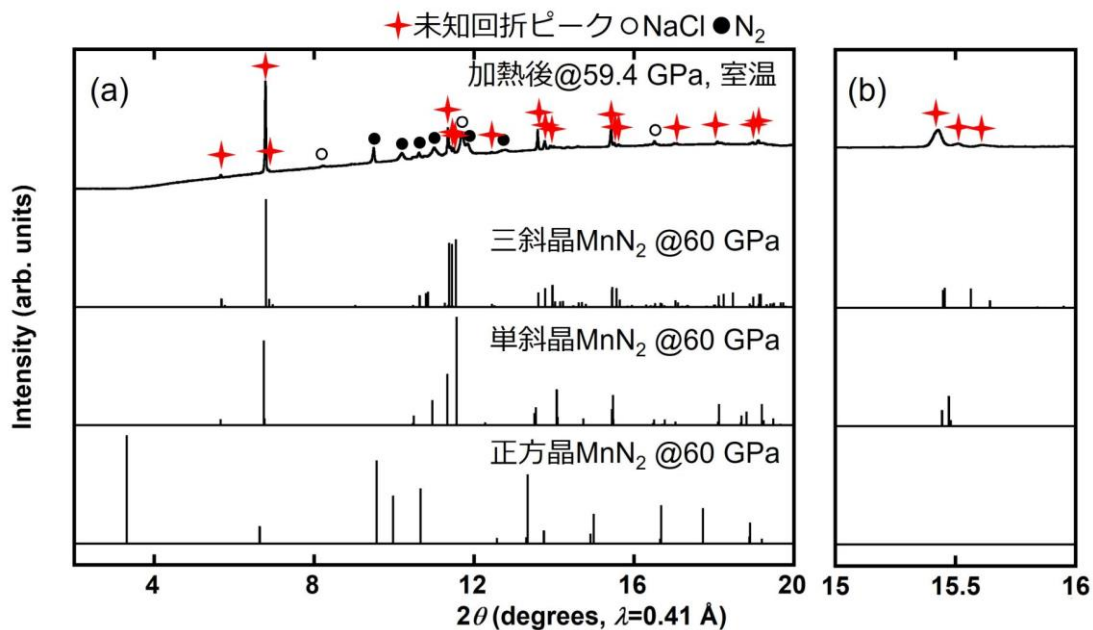 未知回折ピーク NaCl N₂
(a)
加熱後@59.4 GPa, 室温
三斜晶MnN₂ @60 GPa
単斜晶MnN₂ @60 GPa
正方晶MnN₂ @60 GPa
Intensity (arb. units)
4 8 12 16 20
2θ (degrees, λ=0.41 Å)
(b)
15 15.5 16